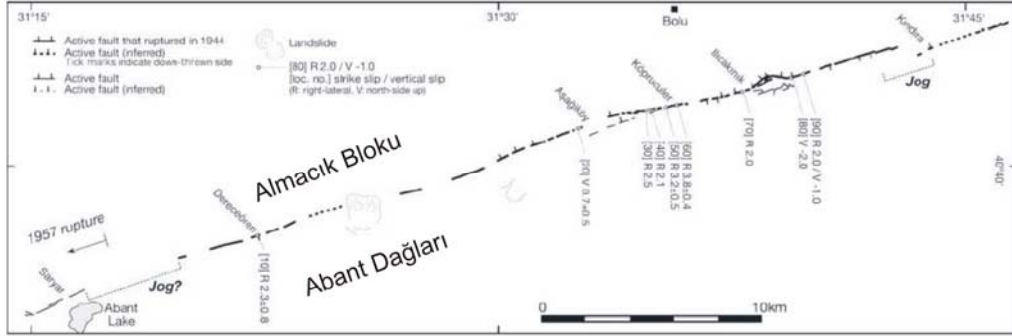 31°15'
31°30'
Bolu
31°45'
Active fault that ruptured in 1944
Active fault (inferred)
Tick marks indicate down-thrown side
Active fault
Active fault (inferred)
Landslide
[80] R 2.0 / V -1.0
[loc. no.] strike slip / vertical slip
(R: right-lateral, V: north-side up)
Kındıra
Jog
Bıçakmık
Köprucüler
Aşağıköy
[90] R 2.0 / V -1.0
[80] V -2.0
[70] R 2.0
[60] R 3.8±0.4
[50] R 3.2±0.5
[40] R 2.1
[30] R 2.5
[20] V 3.7±0.5
40°40'
Almacık Bloku
Dereceören
[10] R 2.3±0.8
Abant Dağları
1957 rupture
Sarıyar
Jog?
Abant
Lake
0
10km